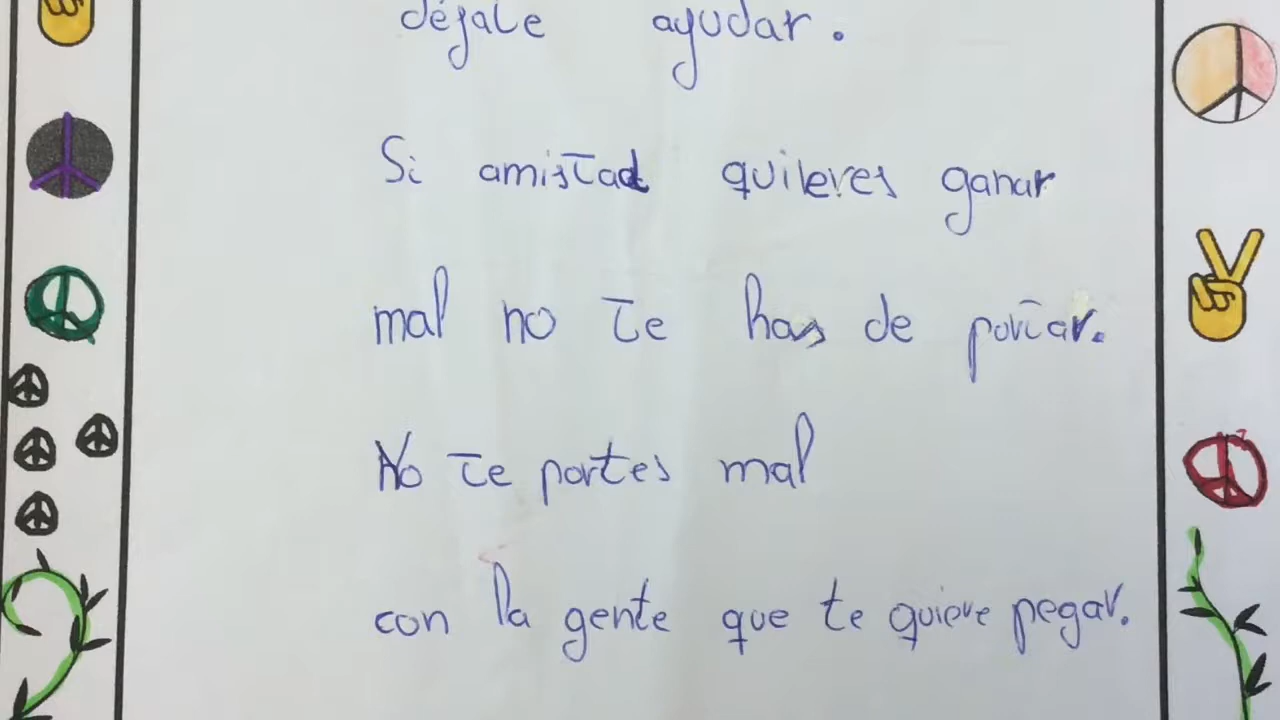 déjale ayudar.
Si amistad quileres ganar
mal no te has de portar.
No te portes mal
con la gente que te quiere pegar.